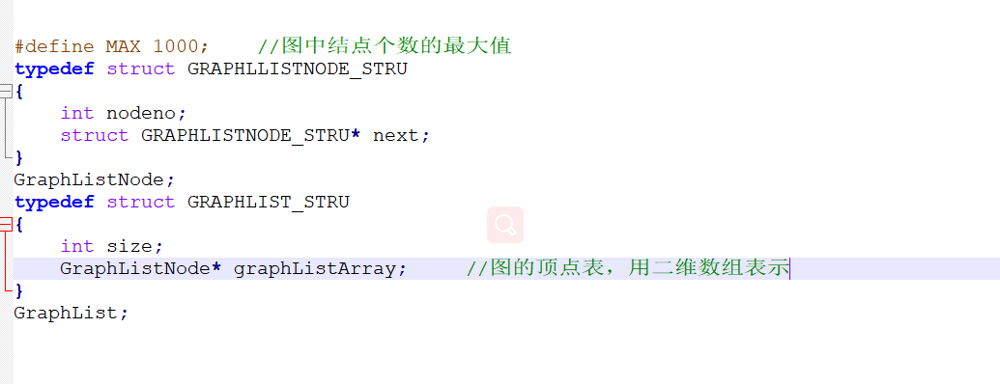 #define MAX 1000;    //图中结点个数的最大值
typedef struct GRAPHLLISTNODE_STRU
{
    int nodeno;
    struct GRAPHLISTNODE_STRU* next;
}
GraphListNode;
typedef struct GRAPHLIST_STRU
{
    int size;
    GraphListNode* graphListArray;     //图的顶点表，用二维数组表示
}
GraphList;